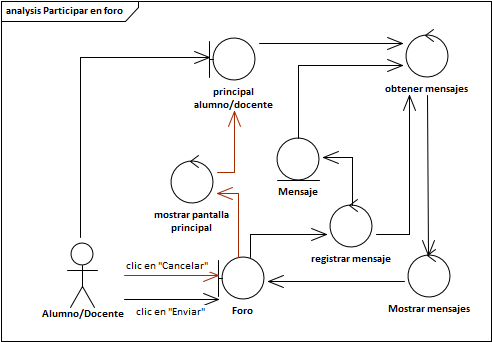 analysis Participar en foro
principal
alumno/docente
obtener mensajes
Mensaje
mostrar pantalla
principal
registrar mensaje
clic en "Cancelar"
Alumno/Docente
clic en "Enviar"
Foro
Mostrar mensajes